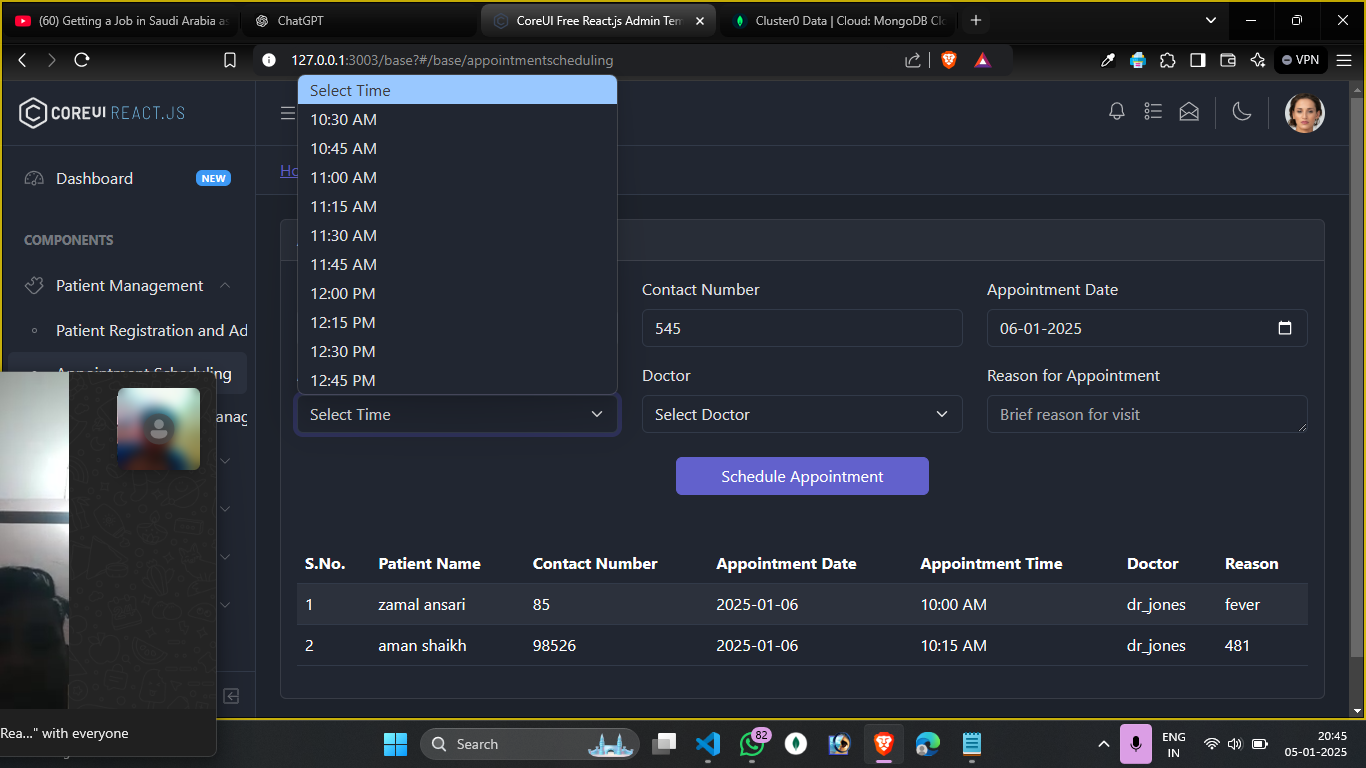 (60) Getting a Job in Saudi Arabia as
ChatGPT
CoreUI Free React.js Admin Tem
Cluster0 Data | Cloud: MongoDB Clo
127.0.0.1:3003/base?#/base/appointmentscheduling
VPN
COREUI REACT.JS
Select Time
10:30 AM
10:45 AM
11:00 AM
11:15 AM
11:30 AM
11:45 AM
12:00 PM
12:15 PM
12:30 PM
12:45 PM
Ho
Dashboard NEW
COMPONENTS
Patient Management
Patient Registration and Ad
Appointment Scheduling
anag
Contact Number
545
Appointment Date
06-01-2025
Select Time
Doctor
Select Doctor
Reason for Appointment
Brief reason for visit
Schedule Appointment
S.No. Patient Name Contact Number Appointment Date Appointment Time Doctor Reason
1 zamal ansari 85 2025-01-06 10:00 AM dr_jones fever
2 aman shaikh 98526 2025-01-06 10:15 AM dr_jones 481
Rea..." with everyone
Search
82
ENG
IN
20:45
05-01-2025